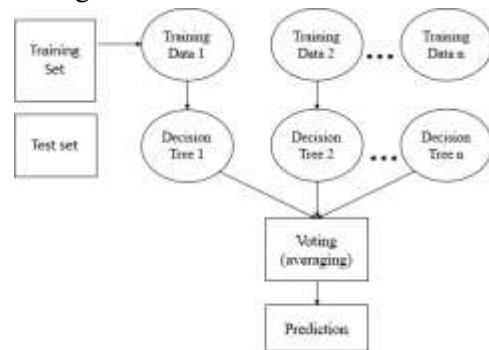 Training
Set
Training
Data 1
Training
Data 2
Training
Data n
Test set
Decision
Tree 1
Decision
Tree 2
Decision
Tree n
Voting
(averaging)
Prediction